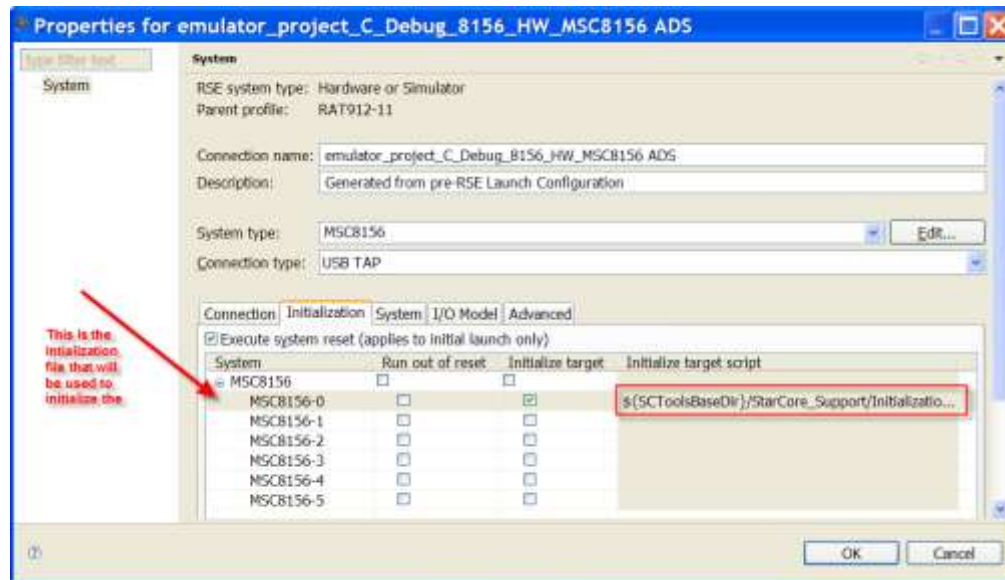 Properties for emulator_project_C_Debug_8156_HW_MSC8156 ADS
type filter text
System
System
RSE system type: Hardware or Simulator
Parent profile: RAT912-11
Connection name: emulator_project_C_Debug_8156_HW_MSC8156 ADS
Description: Generated from pre-RSE Launch Configuration
System type: MSC8156 Edit...
Connection type: USB TAP
Connection Initialization System I/O Model Advanced
Execute system reset (applies to initial launch only)
System Run out of reset Initialize target Initialize target script
MSC8156
MSC8156-0 ${SCToolsBaseDir}/StarCore_Support/Initializatio...
MSC8156-1
MSC8156-2
MSC8156-3
MSC8156-4
MSC8156-5
This is the
intialization
file that will
be used to
initialize the
OK Cancel